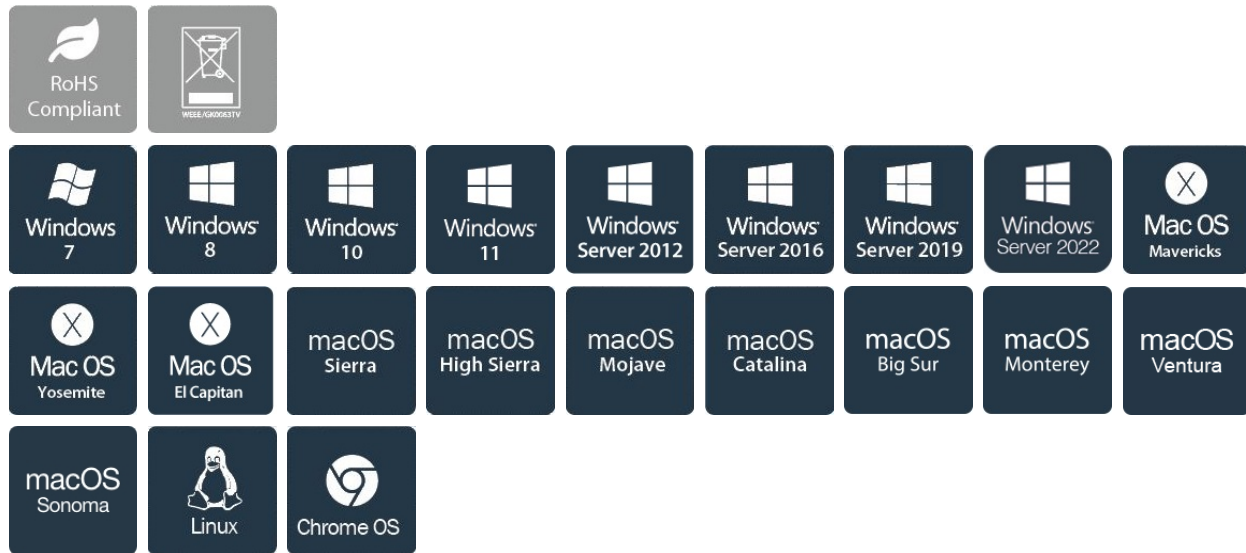 RoHS
Compliant
WEEE/GK0063TV
Windows
7
Windows
8
Windows
10
Windows
11
Windows
Server 2012
Windows
Server 2016
Windows
Server 2019
Windows
Server 2022
Mac OS
Mavericks
Mac OS
Yosemite
Mac OS
El Capitan
macOS
Sierra
macOS
High Sierra
macOS
Mojave
macOS
Catalina
macOS
Big Sur
macOS
Monterey
macOS
Ventura
macOS
Sonoma
Linux
Chrome OS